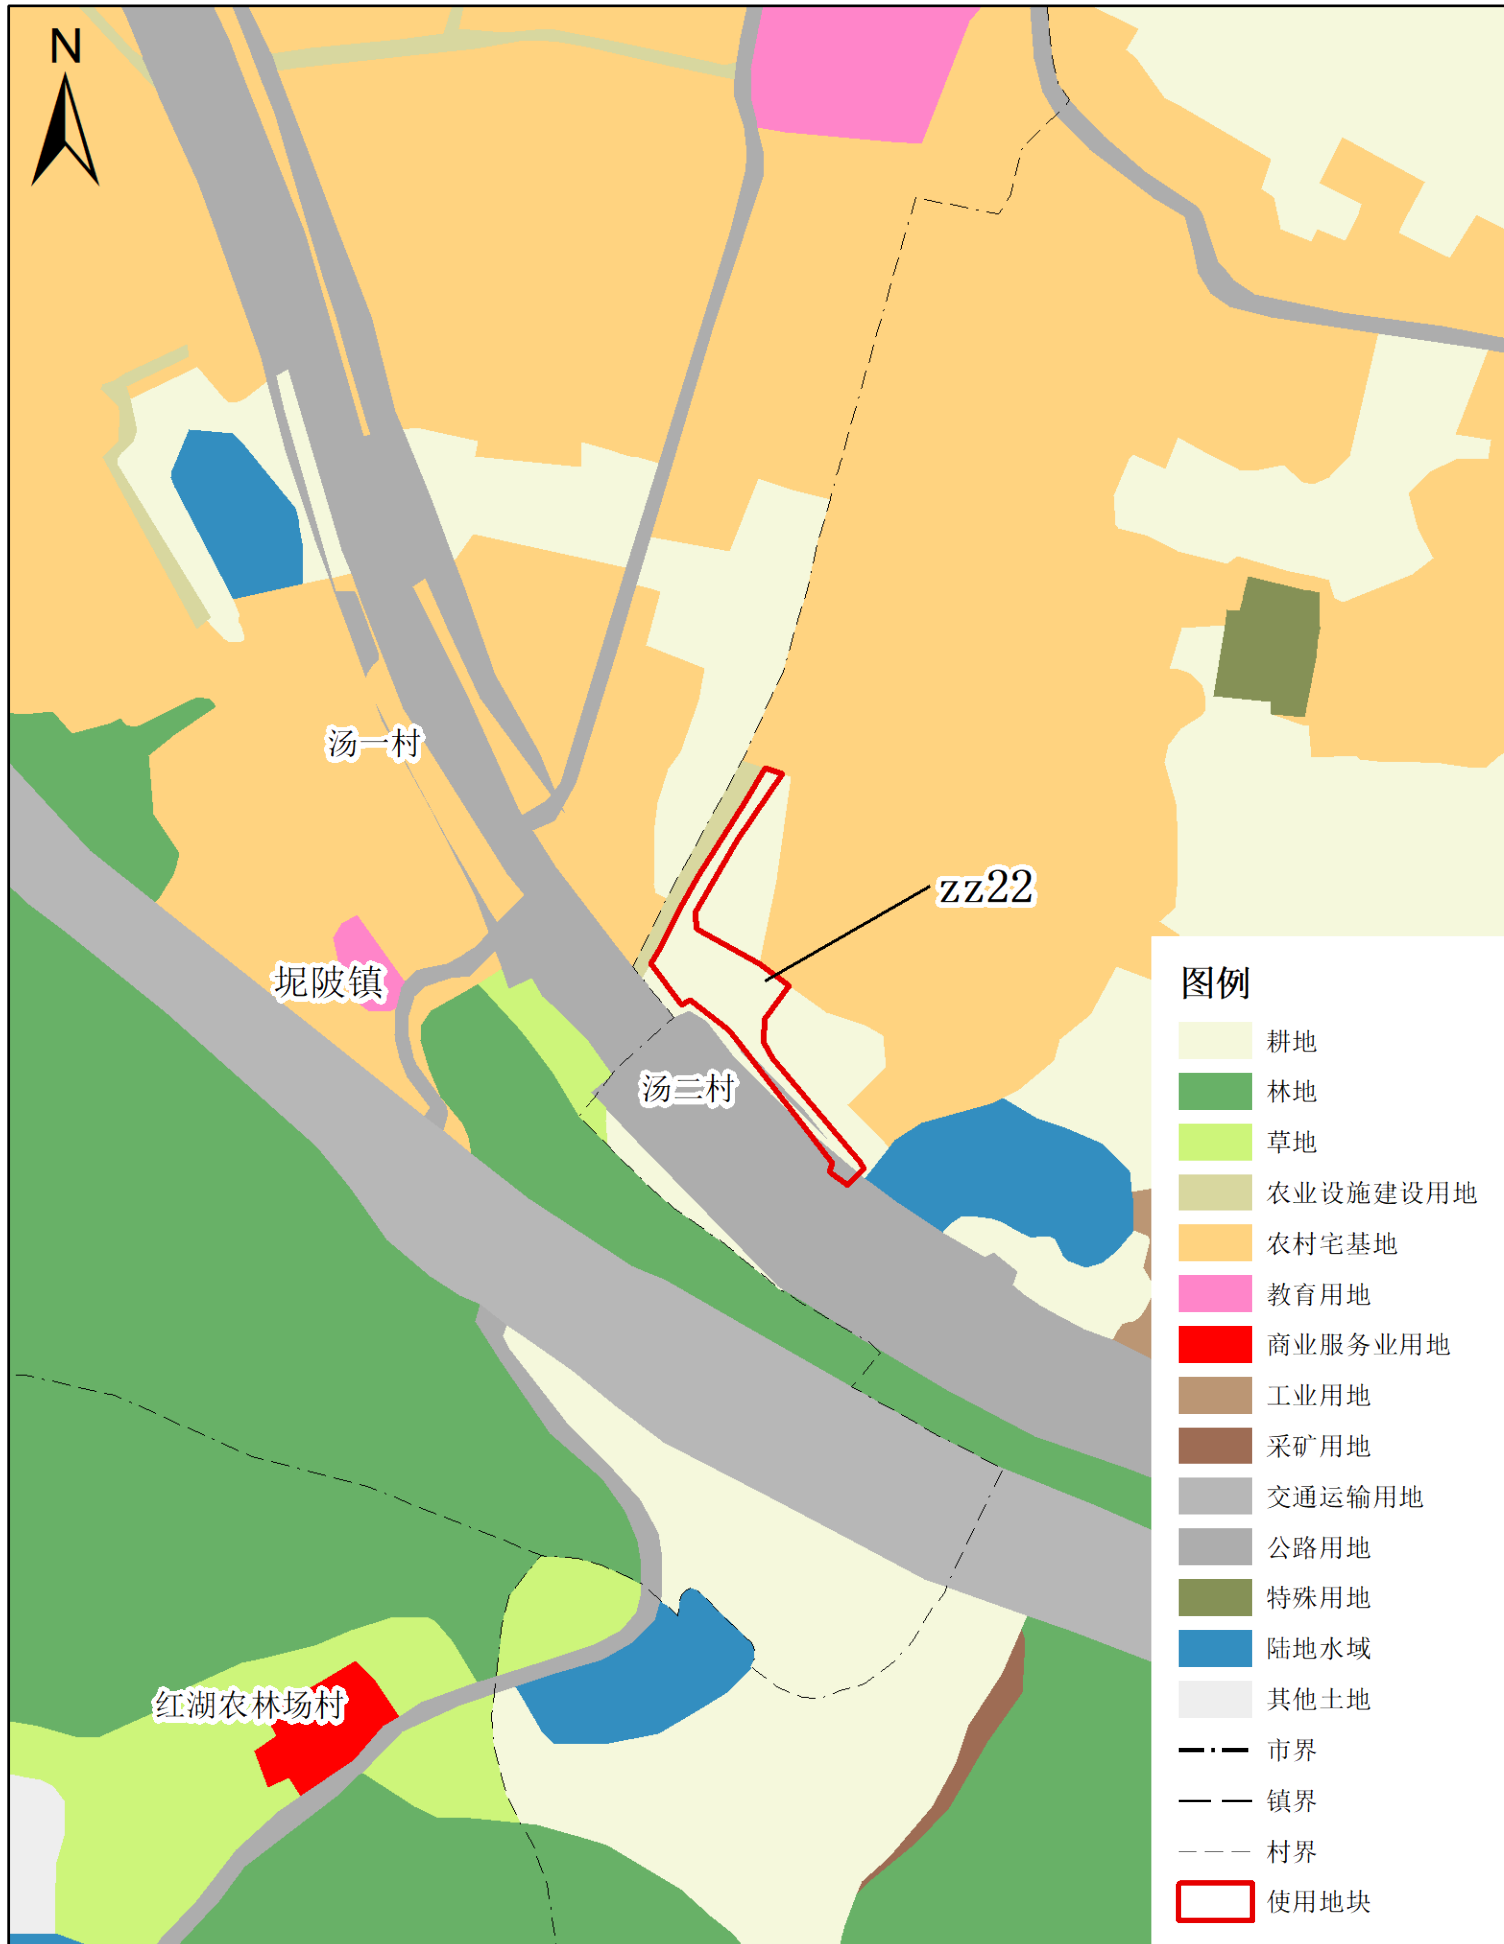 N
汤一村
zz22
坭陂镇
汤二村
红湖农林场村
图例
耕地
林地
草地
农业设施建设用地
农村宅基地
教育用地
商业服务业用地
工业用地
采矿用地
交通运输用地
公路用地
特殊用地
陆地水域
其他土地
市界
镇界
村界
使用地块